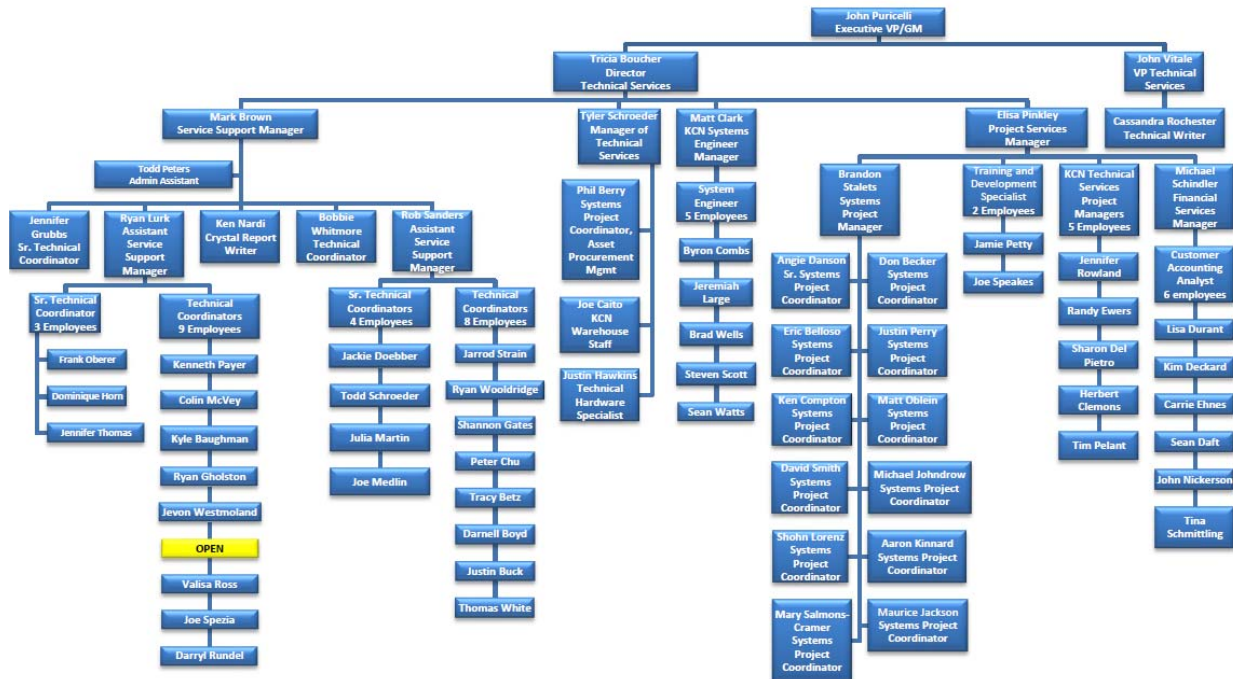 John Puricelli
Executive VP/GM
Tricia Boucher
Director
Technical Services
John Vitale
VP Technical
Services
Mark Brown
Service Support Manager
Tyler Schroeder
Manager of
Technical
Services
Matt Clark
KCN Systems
Engineer
Manager
Elisa Pinkley
Project Services
Manager
Cassandra Rochester
Technical Writer
Todd Peters
Admin Assistant
Jennifer
Grubbs
Sr. Technical
Coordinator
Ryan Lurk
Assistant
Service
Support
Manager
Ken Nardi
Crystal Report
Writer
Bobbie
Whitmore
Technical
Coordinator
Rob Sanders
Assistant
Service
Support
Manager
Sr. Technical
Coordinator
3 Employees
Frank Oberer
Dominique Horn
Jennifer Thomas
Technical
Coordinators
9 Employees
Kenneth Payer
Colin McVey
Kyle Baughman
Ryan Gholston
Jevon Westmoland
OPEN
Valisa Ross
Joe Spezia
Darryl Rundel
Sr. Technical
Coordinators
4 Employees
Jackie Doebber
Todd Schroeder
Julia Martin
Joe Medlin
Technical
Coordinators
8 Employees
Jarrod Strain
Ryan Wooldridge
Shannon Gates
Peter Chu
Tracy Betz
Darnell Boyd
Justin Buck
Thomas White
Phil Berry
Systems
Project
Coordinator,
Asset
Procurement
Mgmt
Joe Caito
KCN
Warehouse
Staff
Justin Hawkins
Technical
Hardware
Specialist
System
Engineer
5 Employees
Byron Combs
Jeremiah
Large
Brad Wells
Steven Scott
Sean Watts
Brandon
Stalets
Systems
Project
Manager
Angie Danson
Sr. Systems
Project
Coordinator
Don Becker
Systems
Project
Coordinator
Eric Belloso
Systems
Project
Coordinator
Justin Perry
Systems
Project
Coordinator
Ken Compton
Systems
Project
Coordinator
Matt Oblein
Systems
Project
Coordinator
David Smith
Systems
Project
Coordinator
Michael Johndrow
Systems Project
Coordinator
Shohn Lorenz
Systems
Project
Coordinator
Aaron Kinnard
Systems Project
Coordinator
Mary Salmons-
Cramer
Systems
Project
Coordinator
Maurice Jackson
Systems Project
Coordinator
Training and
Development
Specialist
2 Employees
Jamie Petty
Joe Speakes
KCN Technical
Services
Project
Managers
5 Employees
Jennifer
Rowland
Randy Ewers
Sharon Del
Pietro
Herbert
Clemons
Tim Pelant
Michael
Schindler
Financial
Services
Manager
Customer
Accounting
Analyst
6 employees
Lisa Durant
Kim Deckard
Carrie Ehnes
Sean Daft
John Nickerson
Tina
Schmittling